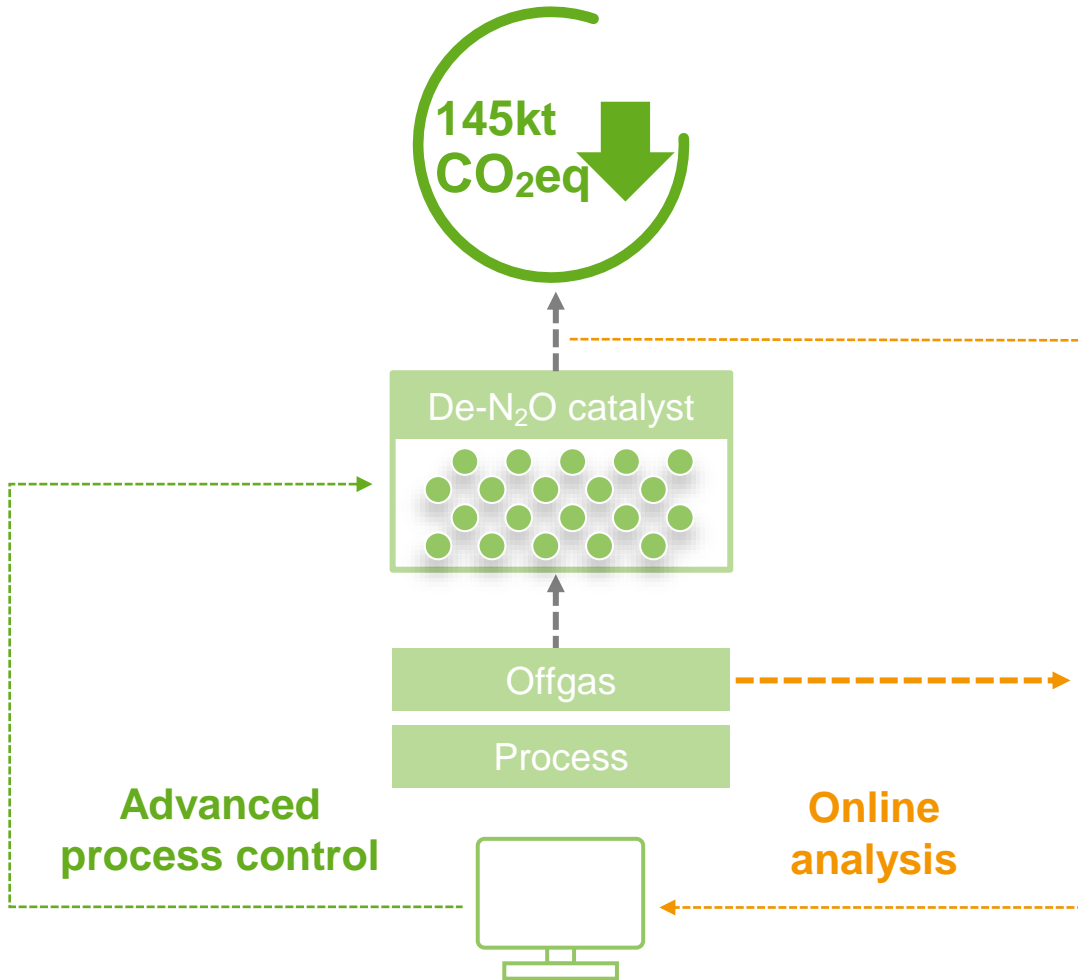 145kt
CO₂eq
De-N₂O catalyst
Offgas
Process
Advanced
process control
Online
analysis